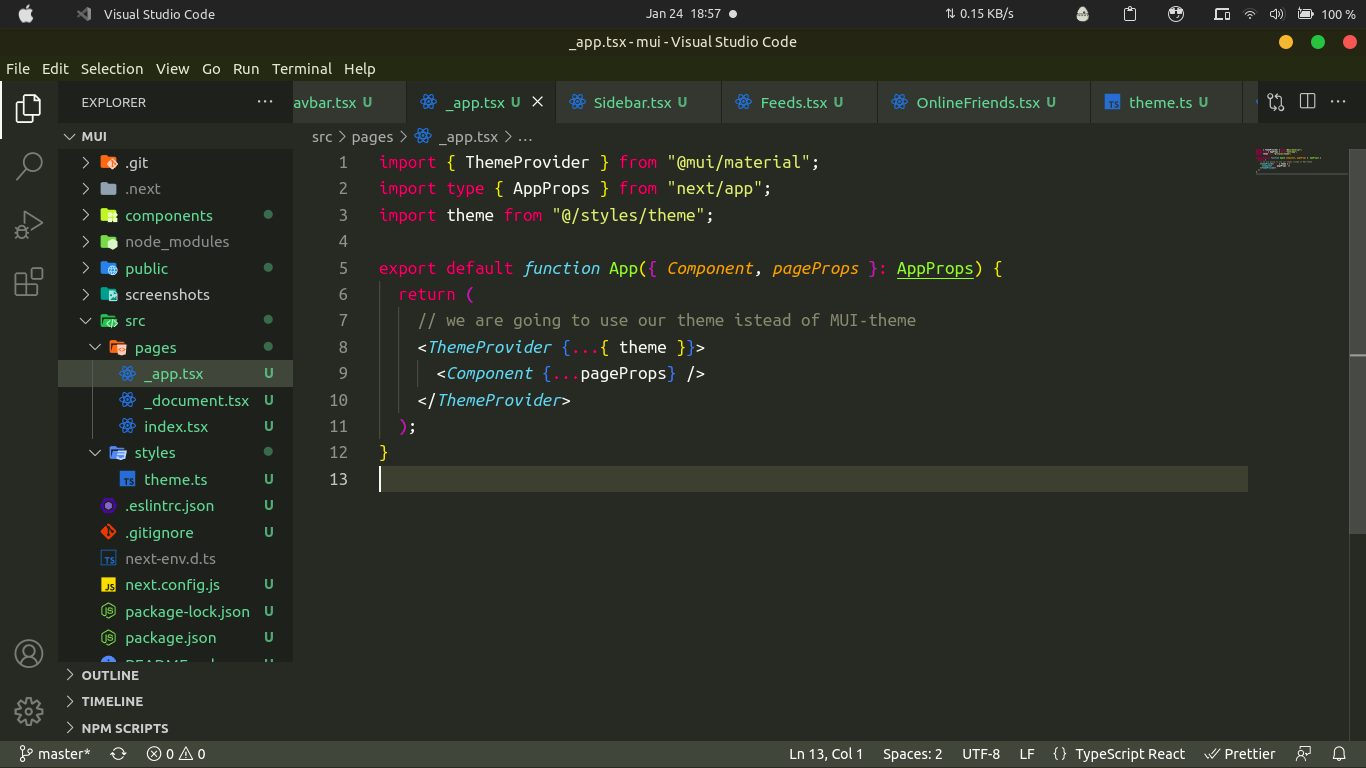 Visual Studio Code
Jan 24 18:57
0.15 KB/s
100 %
_app.tsx - mui - Visual Studio Code
File Edit Selection View Go Run Terminal Help
EXPLORER
avbar.tsx U
_app.tsx U
Sidebar.tsx U
Feeds.tsx U
OnlineFriends.tsx U
TS theme.ts U
MUI
src > pages > _app.tsx > ...
.git
.next
components
node_modules
public
screenshots
src
pages
_app.tsx U
_document.tsx U
index.tsx U
styles
TS theme.ts U
.eslintrc.json U
.gitignore U
TS next-env.d.ts
JS next.config.js U
package-lock.json U
package.json U
OUTLINE
TIMELINE
NPM SCRIPTS
1 import { ThemeProvider } from "@mui/material";
2 import type { AppProps } from "next/app";
3 import theme from "@/styles/theme";
4
5 export default function App({ Component, pageProps }: AppProps) {
6 return (
7 // we are going to use our theme istead of MUI-theme
8 <ThemeProvider {...{ theme }}>
9 <Component {...pageProps} />
10 </ThemeProvider>
11 );
12 }
13
master* 0 0
Ln 13, Col 1 Spaces: 2 UTF-8 LF {} TypeScript React Prettier